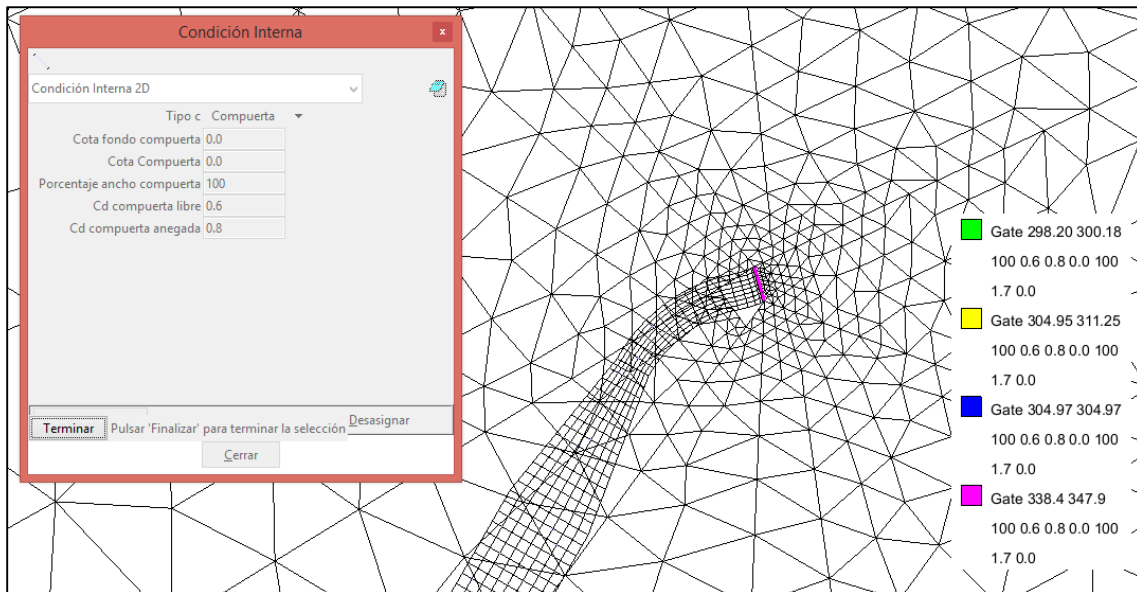 Condición Interna
x
Condición Interna 2D
Tipo c Compuerta
Cota fondo compuerta 0.0
Cota Compuerta 0.0
Porcentaje ancho compuerta 100
Cd compuerta libre 0.6
Cd compuerta anegada 0.8
Desasignar
Terminar Pulsar 'Finalizar' para terminar la selección
Cerrar
Gate 298.20 300.18
100 0.6 0.8 0.0 100
1.7 0.0
Gate 304.95 311.25
100 0.6 0.8 0.0 100
1.7 0.0
Gate 304.97 304.97
100 0.6 0.8 0.0 100
1.7 0.0
Gate 338.4 347.9
100 0.6 0.8 0.0 100
1.7 0.0